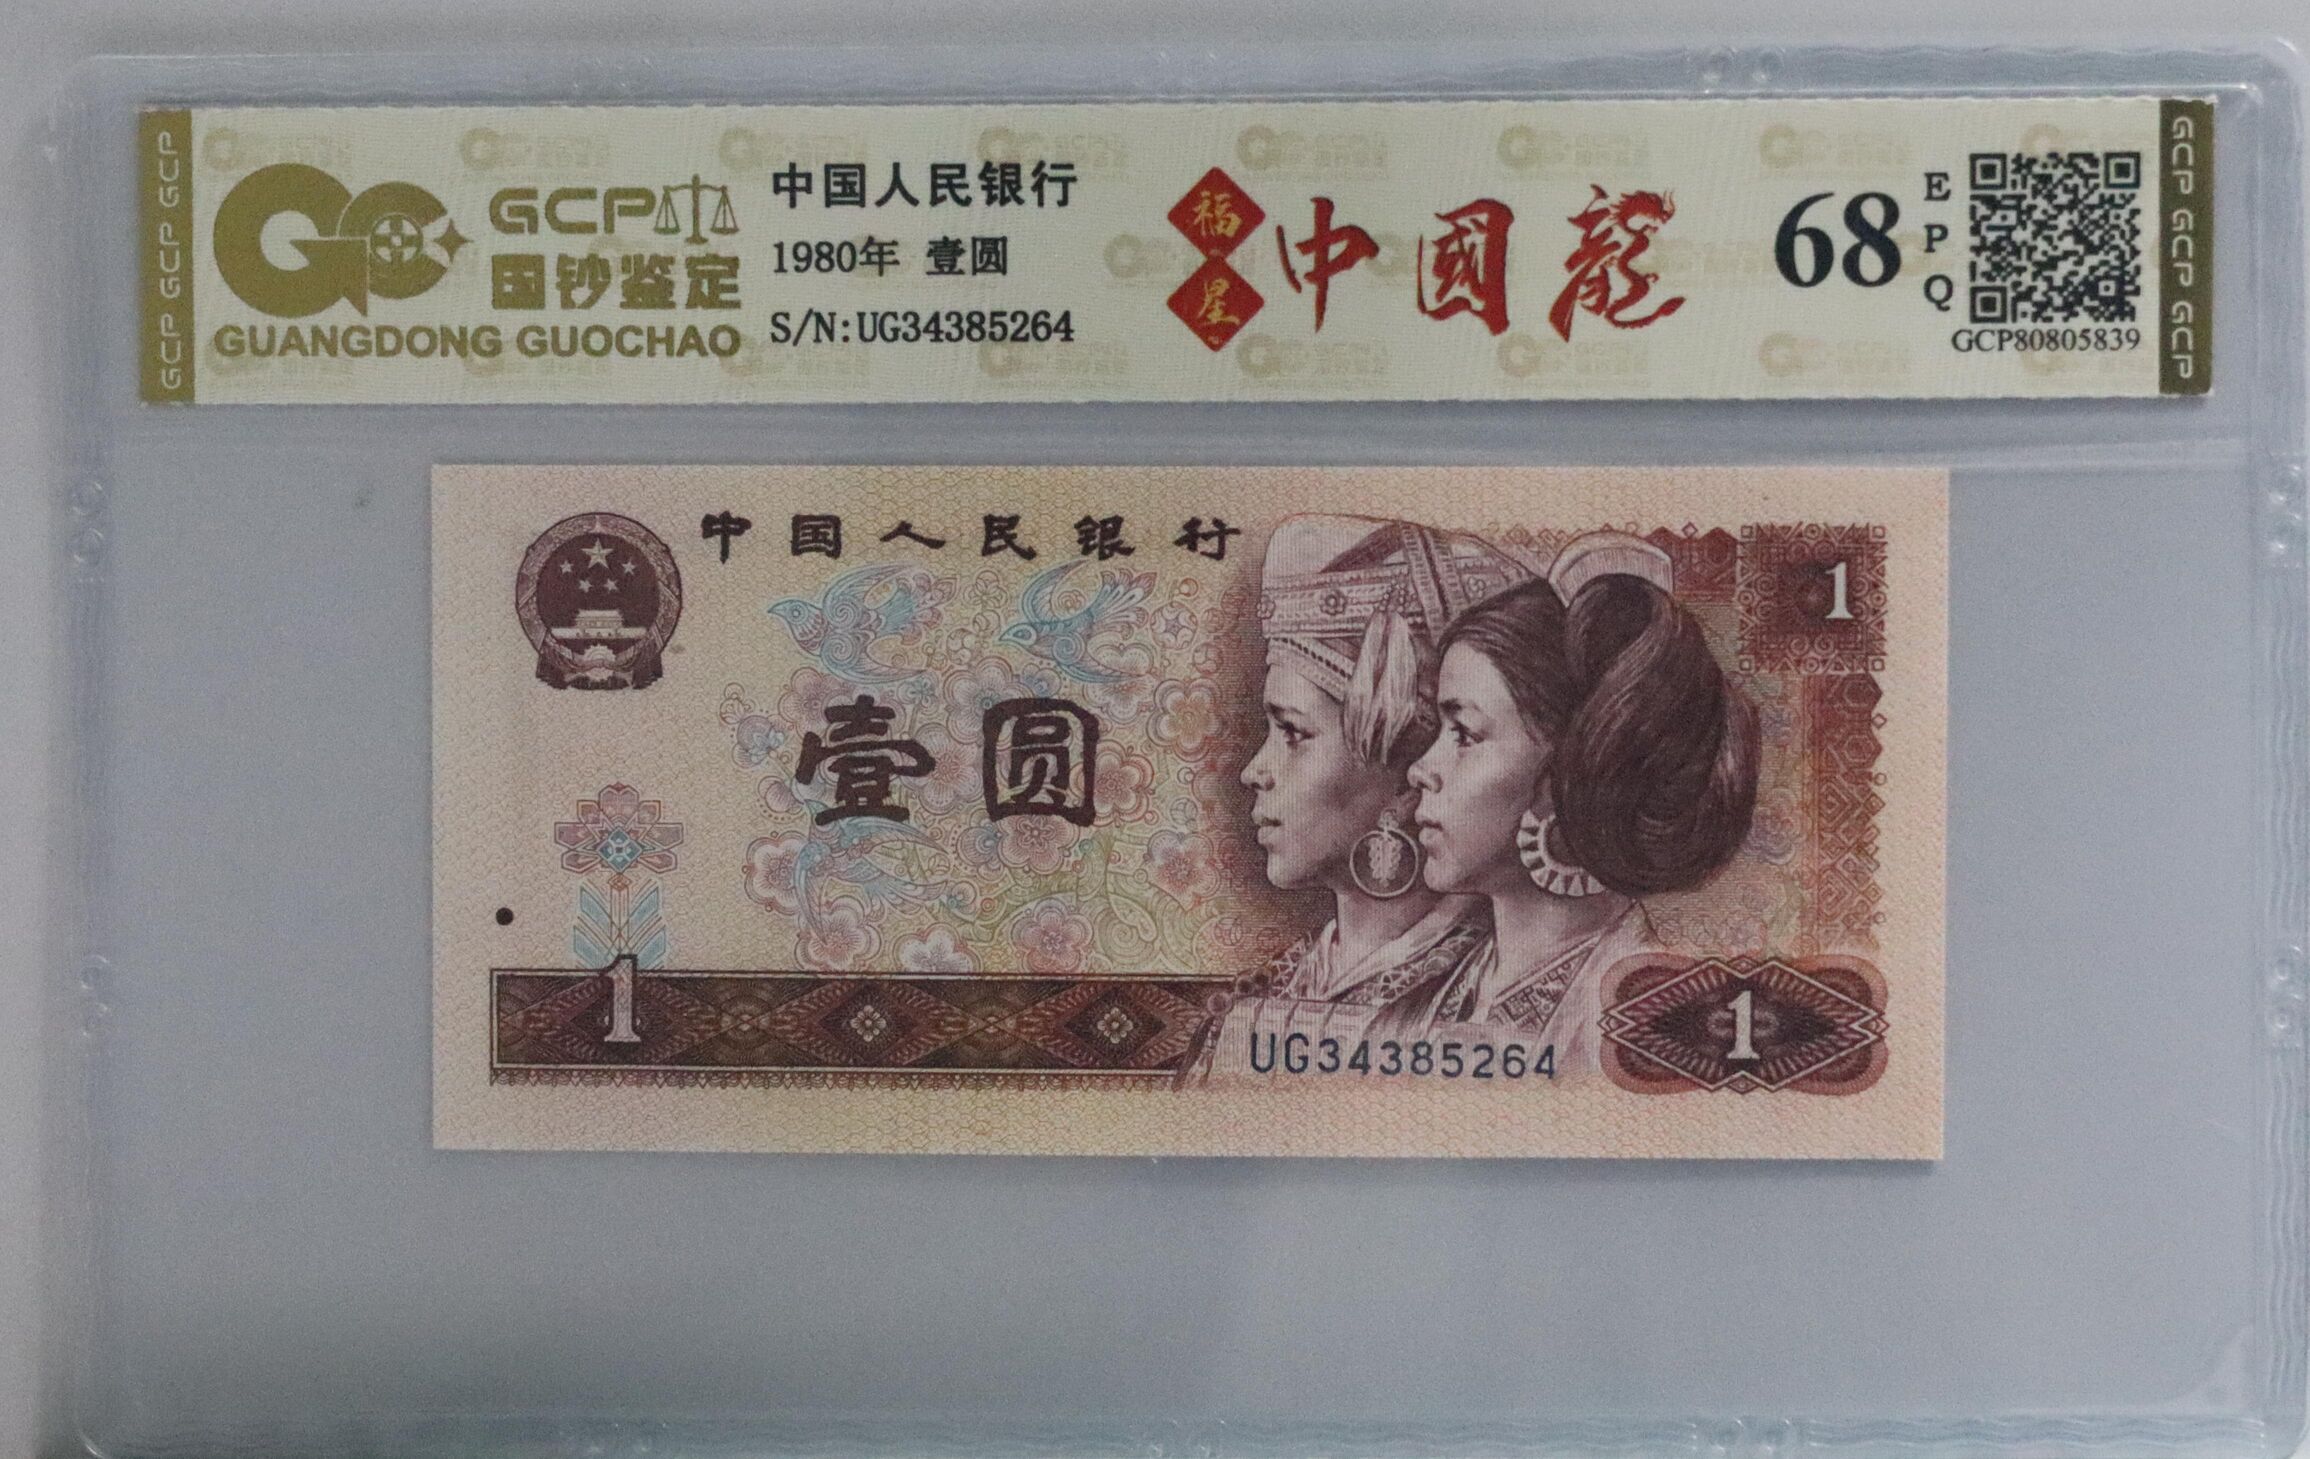 GCP GCP GCP
GCP
国钞鉴定
GUANGDONG GUOCHAO
中国人民银行
1980年 壹圆
S/N:UG34385264
福星
中國龍
68
EPQ
GCP80805839
GCP GCP GCP
中国人民银行
1
壹圆
1
UG34385264
1